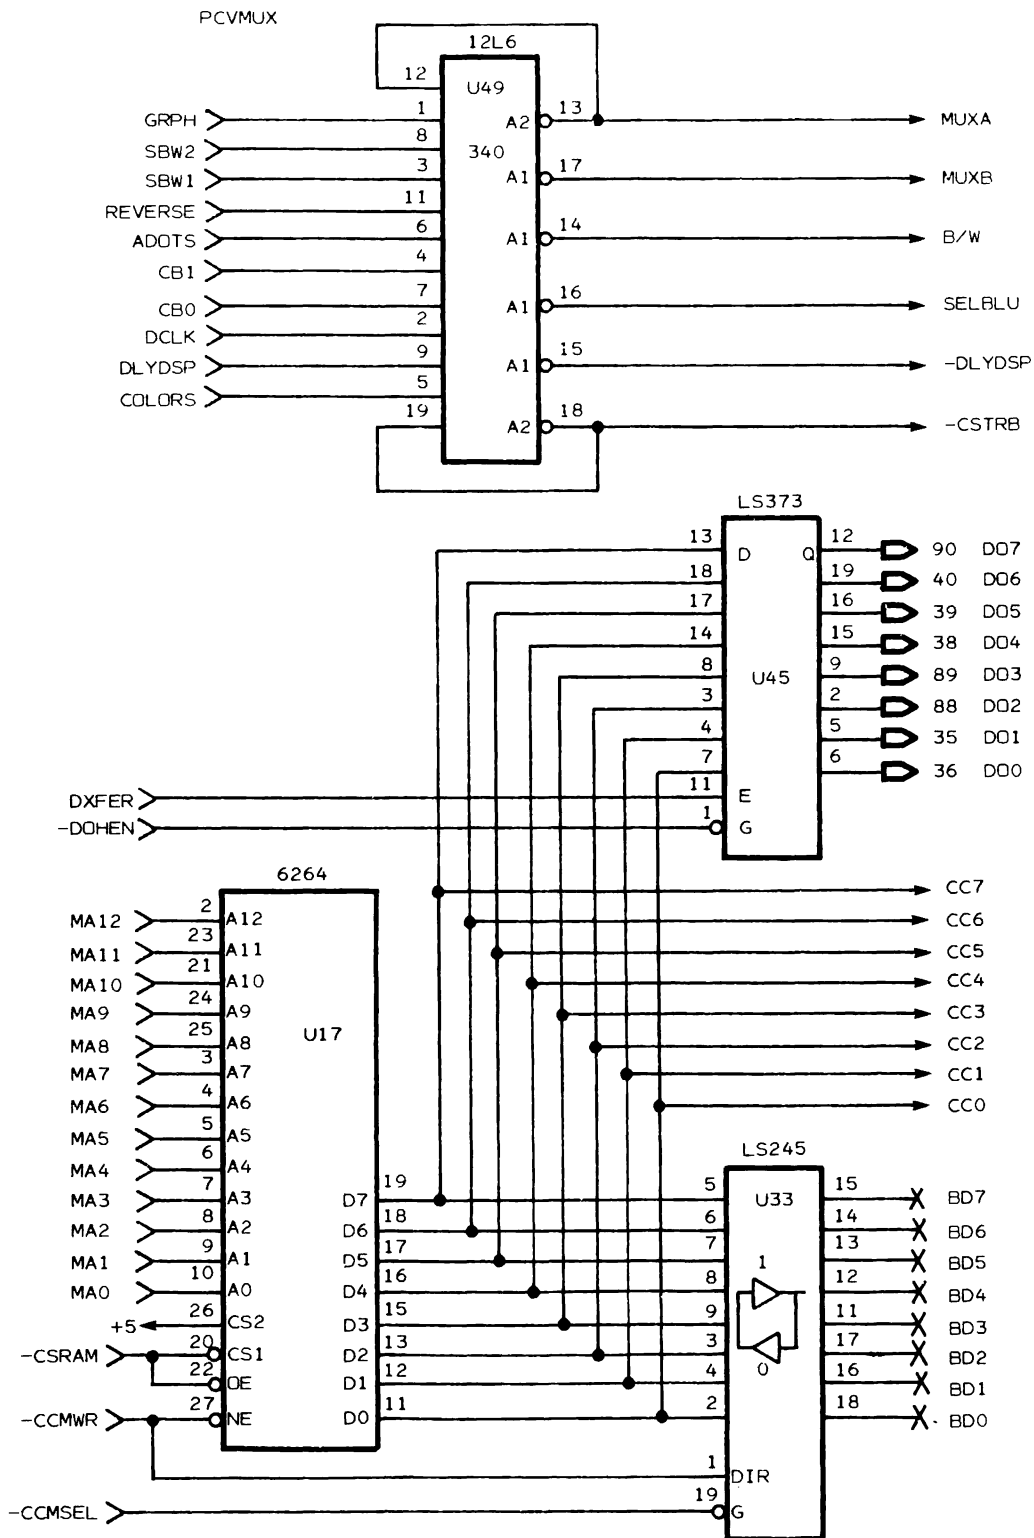 PCVMUX
12L6
12 U49
GRPH 1 A2 13 MUXA
SBW2 8 340
SBW1 3 A1 17 MUXB
REVERSE 11
ADOTS 6 A1 14 B/W
CB1 4
CB0 7 A1 16 SELBLU
DCLK 2
DLYDSP 9 A1 15 -DLYDSP
COLORS 5
19 A2 18 -CSTRB
LS373
13 D Q 12 90 DO7
18 19 40 DO6
17 16 39 DO5
14 15 38 DO4
8 U45 9 89 DO3
3 2 88 DO2
4 5 35 DO1
7 6 36 DO0
DXFER 11 E
-DOHEN 1 G
6264
CC7
MA12 2 A12 CC6
MA11 23 A11 CC5
MA10 21 A10 CC4
MA9 24 A9 U17 CC3
MA8 25 A8 CC2
MA7 3 A7 CC1
MA6 4 A6 CC0
MA5 5 A5 LS245
MA4 6 A4
MA3 7 A3 D7 19 5 U33 15 BD7
MA2 8 A2 D6 18 6 14 BD6
MA1 9 A1 D5 17 7 1 13 BD5
MA0 10 A0 D4 16 8 12 BD4
+5 26 CS2 D3 15 9 11 BD3
-CSRAM 20 CS1 D2 13 3 0 17 BD2
22 OE D1 12 4 16 BD1
-CCMWR 27 NE D0 11 2 18 BD0
1 DIR
-CCMSEL 19 G